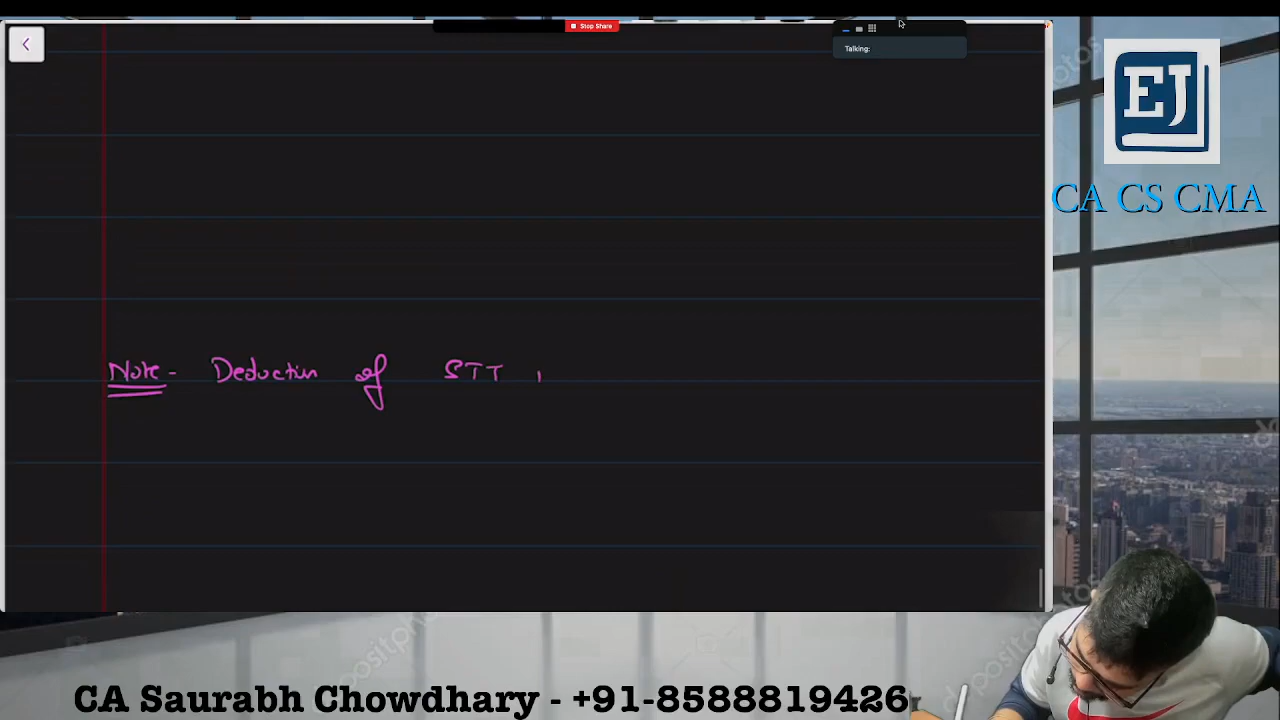 Stop Share
Talking:
EJ
CA CS CMA
Note - Deduction of STT
CA Saurabh Chowdhary - +91-8588819426